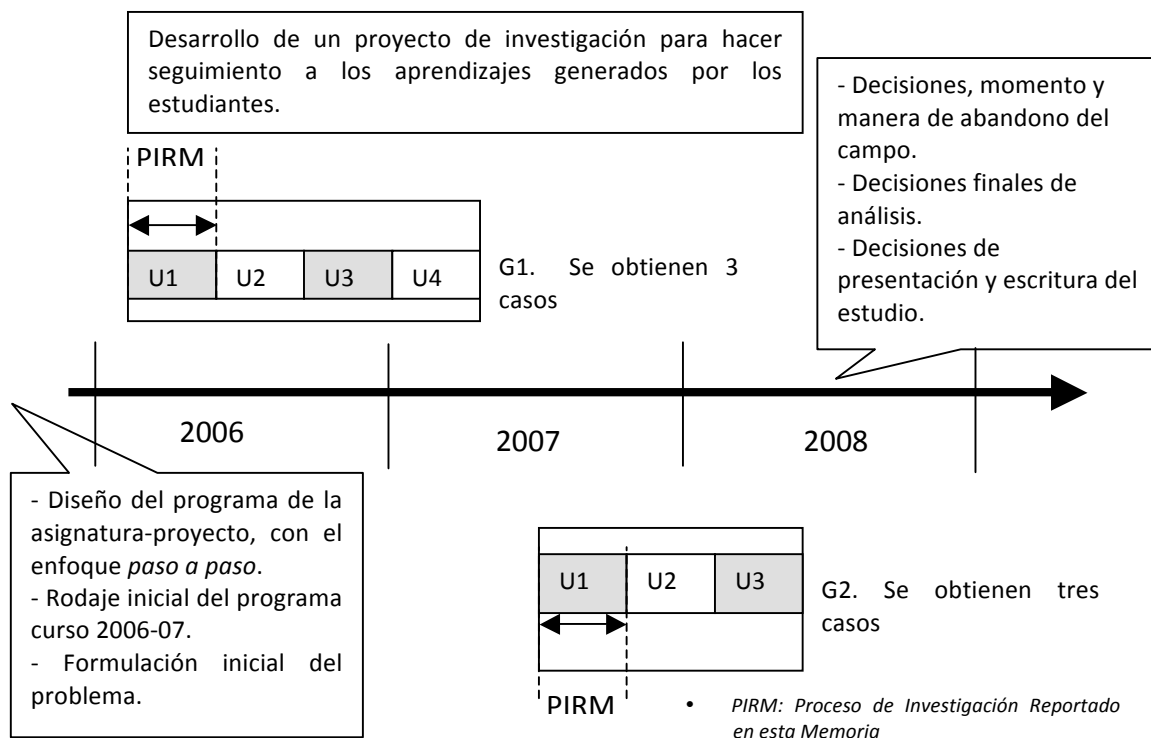 Desarrollo de un proyecto de investigación para hacer
seguimiento a los aprendizajes generados por los
estudiantes.
- Decisiones, momento y
manera de abandono del
campo.
- Decisiones finales de
análisis.
- Decisiones de
presentación y escritura del
estudio.
PIRM
U1 U2 U3 U4
G1. Se obtienen 3
casos
2006 2007 2008
- Diseño del programa de la
asignatura-proyecto, con el
enfoque paso a paso.
- Rodaje inicial del programa
curso 2006-07.
- Formulación inicial del
problema.
U1 U2 U3
G2. Se obtienen tres
casos
PIRM
• PIRM: Proceso de Investigación Reportado
en esta Memoria